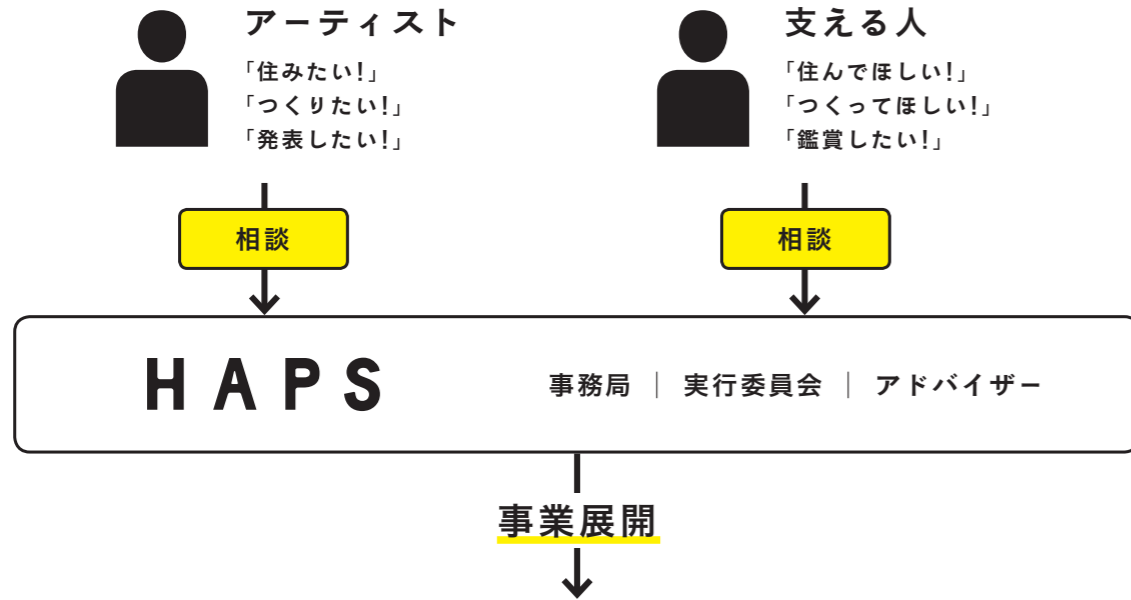 アーティスト
「住みたい!」
「つくりたい!」
「発表したい!」
支える人
「住んでほしい!」
「つくってほしい!」
「鑑賞したい!」
相談
相談
HAPS
事務局 | 実行委員会 | アドバイザー
事業展開